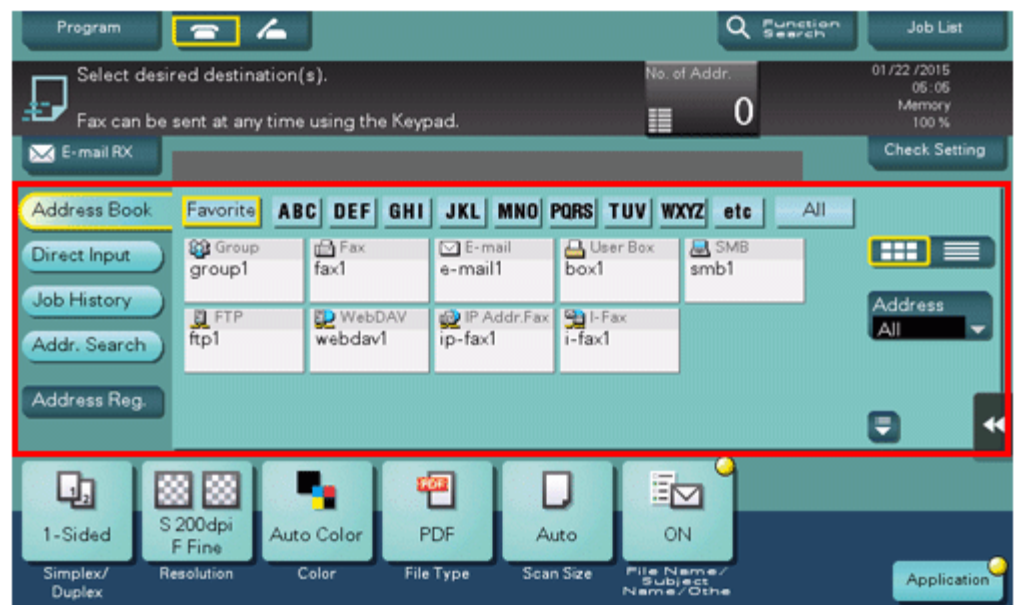 Program
Function
Search
Job List
Select desired destination(s).
Fax can be sent at any time using the Keypad.
No. of Addr.
0
01/22/2015
05:05
Memory
100 %
E-mail RX
Check Setting
Address Book
Favorite ABC DEF GHI JKL MNO PQRS TUV WXYZ etc All
Direct Input
Job History
Addr. Search
Address Reg.
Group
group1
Fax
fax1
E-mail
e-mail1
User Box
box1
SMB
smb1
FTP
ftp1
WebDAV
webdav1
IP Addr.Fax
ip-fax1
I-Fax
i-fax1
Address
All
1 2
1-Sided
Simplex/
Duplex
S 200dpi
F Fine
Resolution
Auto Color
Color
PDF
PDF
File Type
Auto
Scan Size
ON
File Name/
Subject
Name/Othe
Application